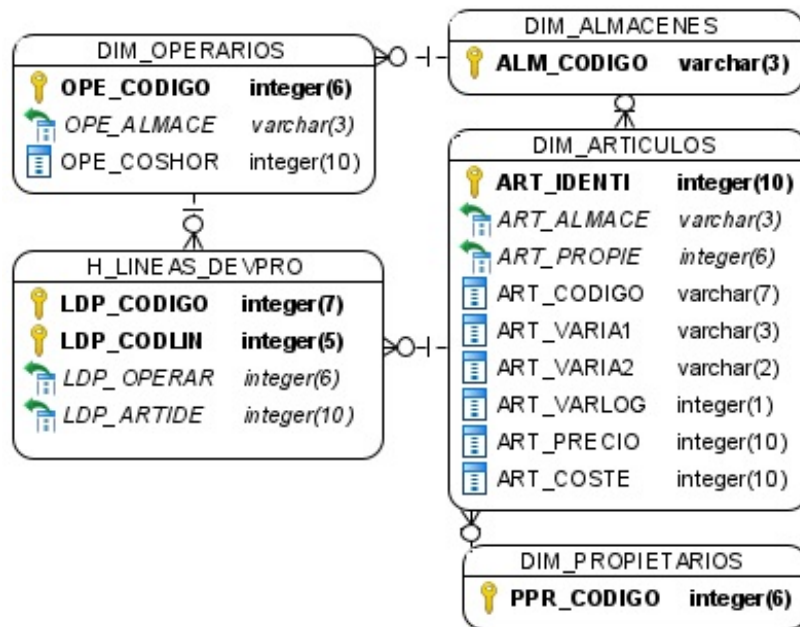 DIM_OPERARIOS
OPE_CODIGO integer(6)
OPE_ALMACE varchar(3)
OPE_COSHOR integer(10)
DIM_ALMACENES
ALM_CODIGO varchar(3)
DIM_ARTICULOS
ART_IDENTI integer(10)
ART_ALMACE varchar(3)
ART_PROPIE integer(6)
ART_CODIGO varchar(7)
ART_VARIA1 varchar(3)
ART_VARIA2 varchar(2)
ART_VARLOG integer(1)
ART_PRECIO integer(10)
ART_COSTE integer(10)
H_LINEAS_DEVPRO
LDP_CODIGO integer(7)
LDP_CODLIN integer(5)
LDP_OPERAR integer(6)
LDP_ARTIDE integer(10)
DIM_PROPIETARIOS
PPR_CODIGO integer(6)